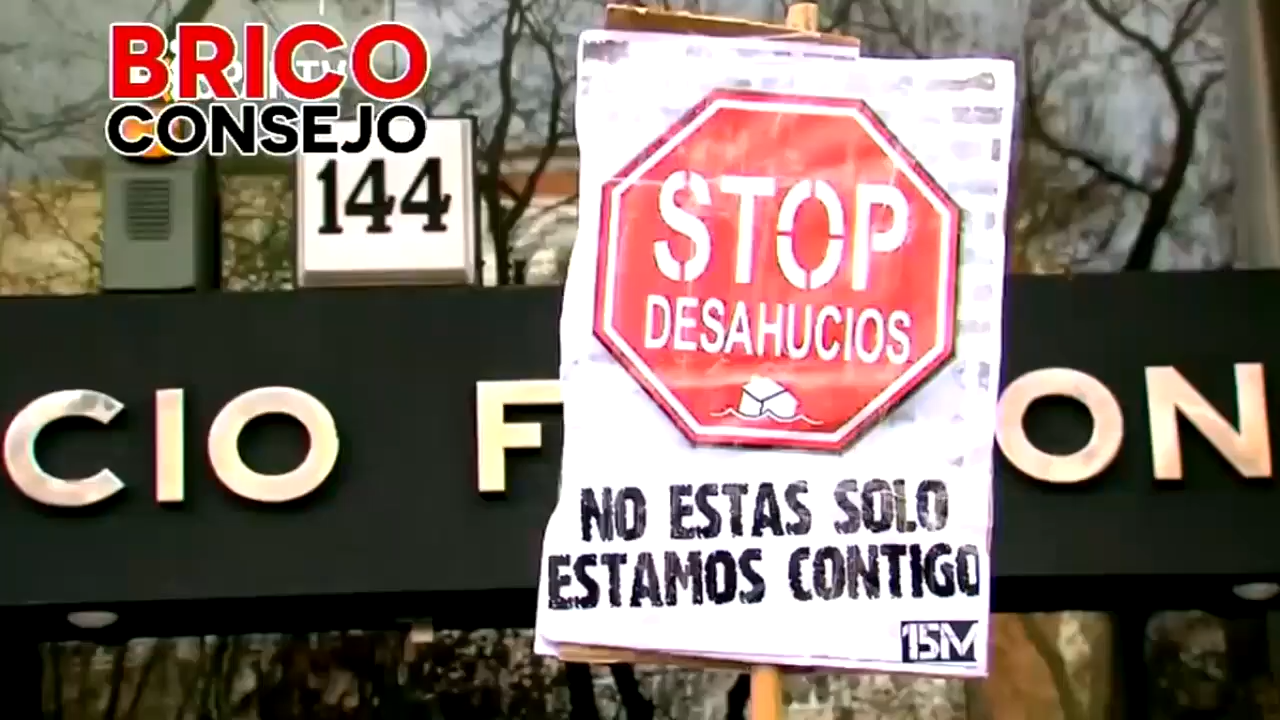 BRICO
CONSEJO
144
STOP
DESAHUCIOS
CIO F
ON
NO ESTAS SOLO
ESTAMOS CONTIGO
15M